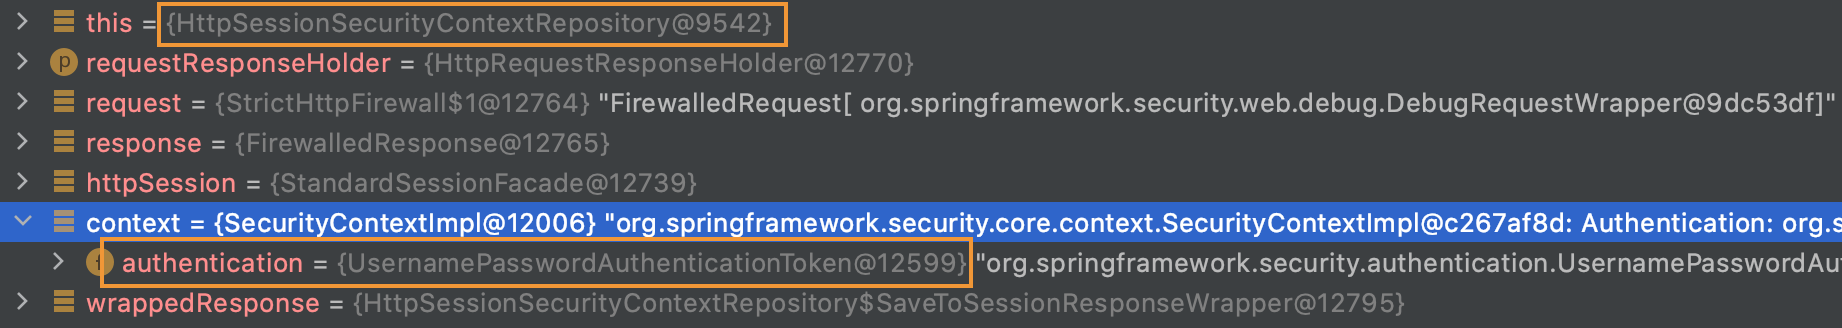 this = {HttpSessionSecurityContextRepository@9542}
p requestResponseHolder = {HttpRequestResponseHolder@12770}
request = {StrictHttpFirewall$1@12764} "FirewalledRequest[ org.springframework.security.web.debug.DebugRequestWrapper@9dc53df]"
response = {FirewalledResponse@12765}
httpSession = {StandardSessionFacade@12739}
context = {SecurityContextImpl@12006} "org.springframework.security.core.context.SecurityContextImpl@c267af8d: Authentication: org.s
f authentication = {UsernamePasswordAuthenticationToken@12599} "org.springframework.security.authentication.UsernamePasswordAut
wrappedResponse = {HttpSessionSecurityContextRepository$SaveToSessionResponseWrapper@12795}